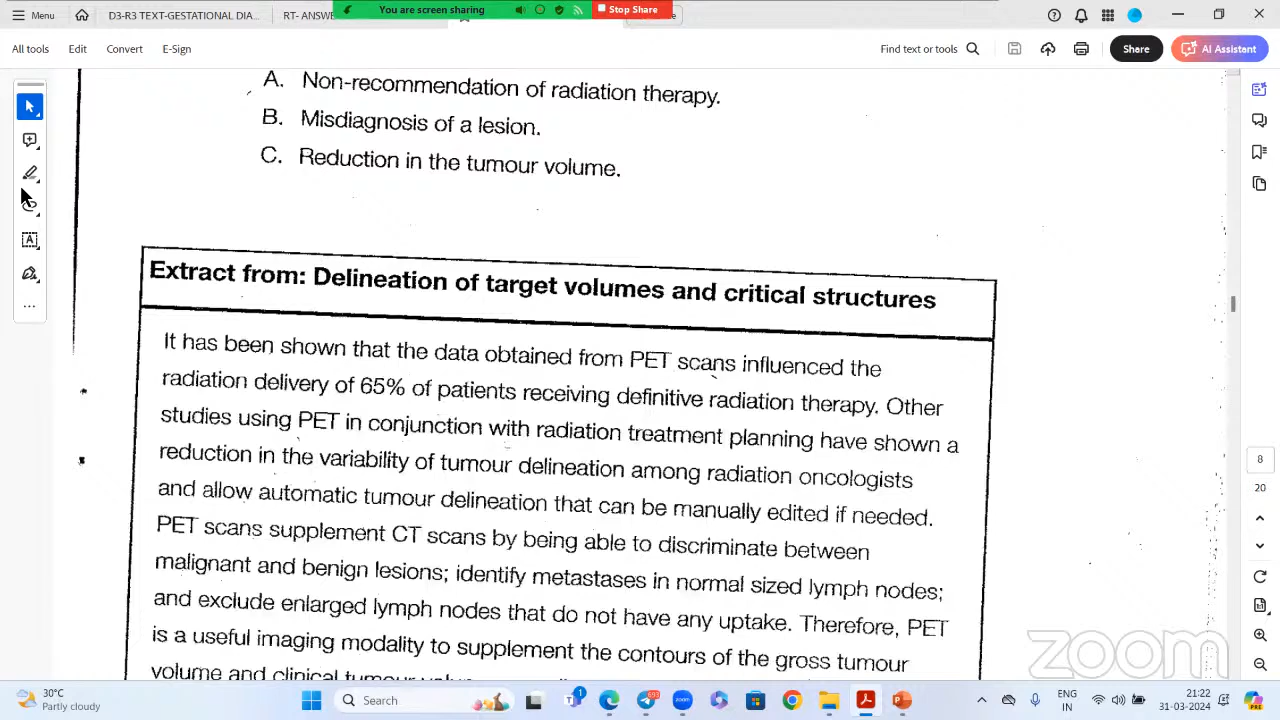 Menu
D3-R3 TEXT-GESTATIONAL DIA...
RT- ANSWE
You are screen sharing
Stop Share
All tools
Edit
Convert
E-Sign
Find text or tools
Share
AI Assistant
A. Non-recommendation of radiation therapy.
B. Misdiagnosis of a lesion.
C. Reduction in the tumour volume.
Extract from: Delineation of target volumes and critical structures
It has been shown that the data obtained from PET scans influenced the
radiation delivery of 65% of patients receiving definitive radiation therapy. Other
studies using PET in conjunction with radiation treatment planning have shown a
reduction in the variability of tumour delineation among radiation oncologists
and allow automatic tumour delineation that can be manually edited if needed.
PET scans supplement CT scans by being able to discriminate between
malignant and benign lesions; identify metastases in normal sized lymph nodes;
and exclude enlarged lymph nodes that do not have any uptake. Therefore, PET
is a useful imaging modality to supplement the contours of the gross tumour
volume and clinical tumour
8
20
zoom
30°C
Partly cloudy
Search
1
693
zoom
ENG
IN
21:22
31-03-2024
PRE